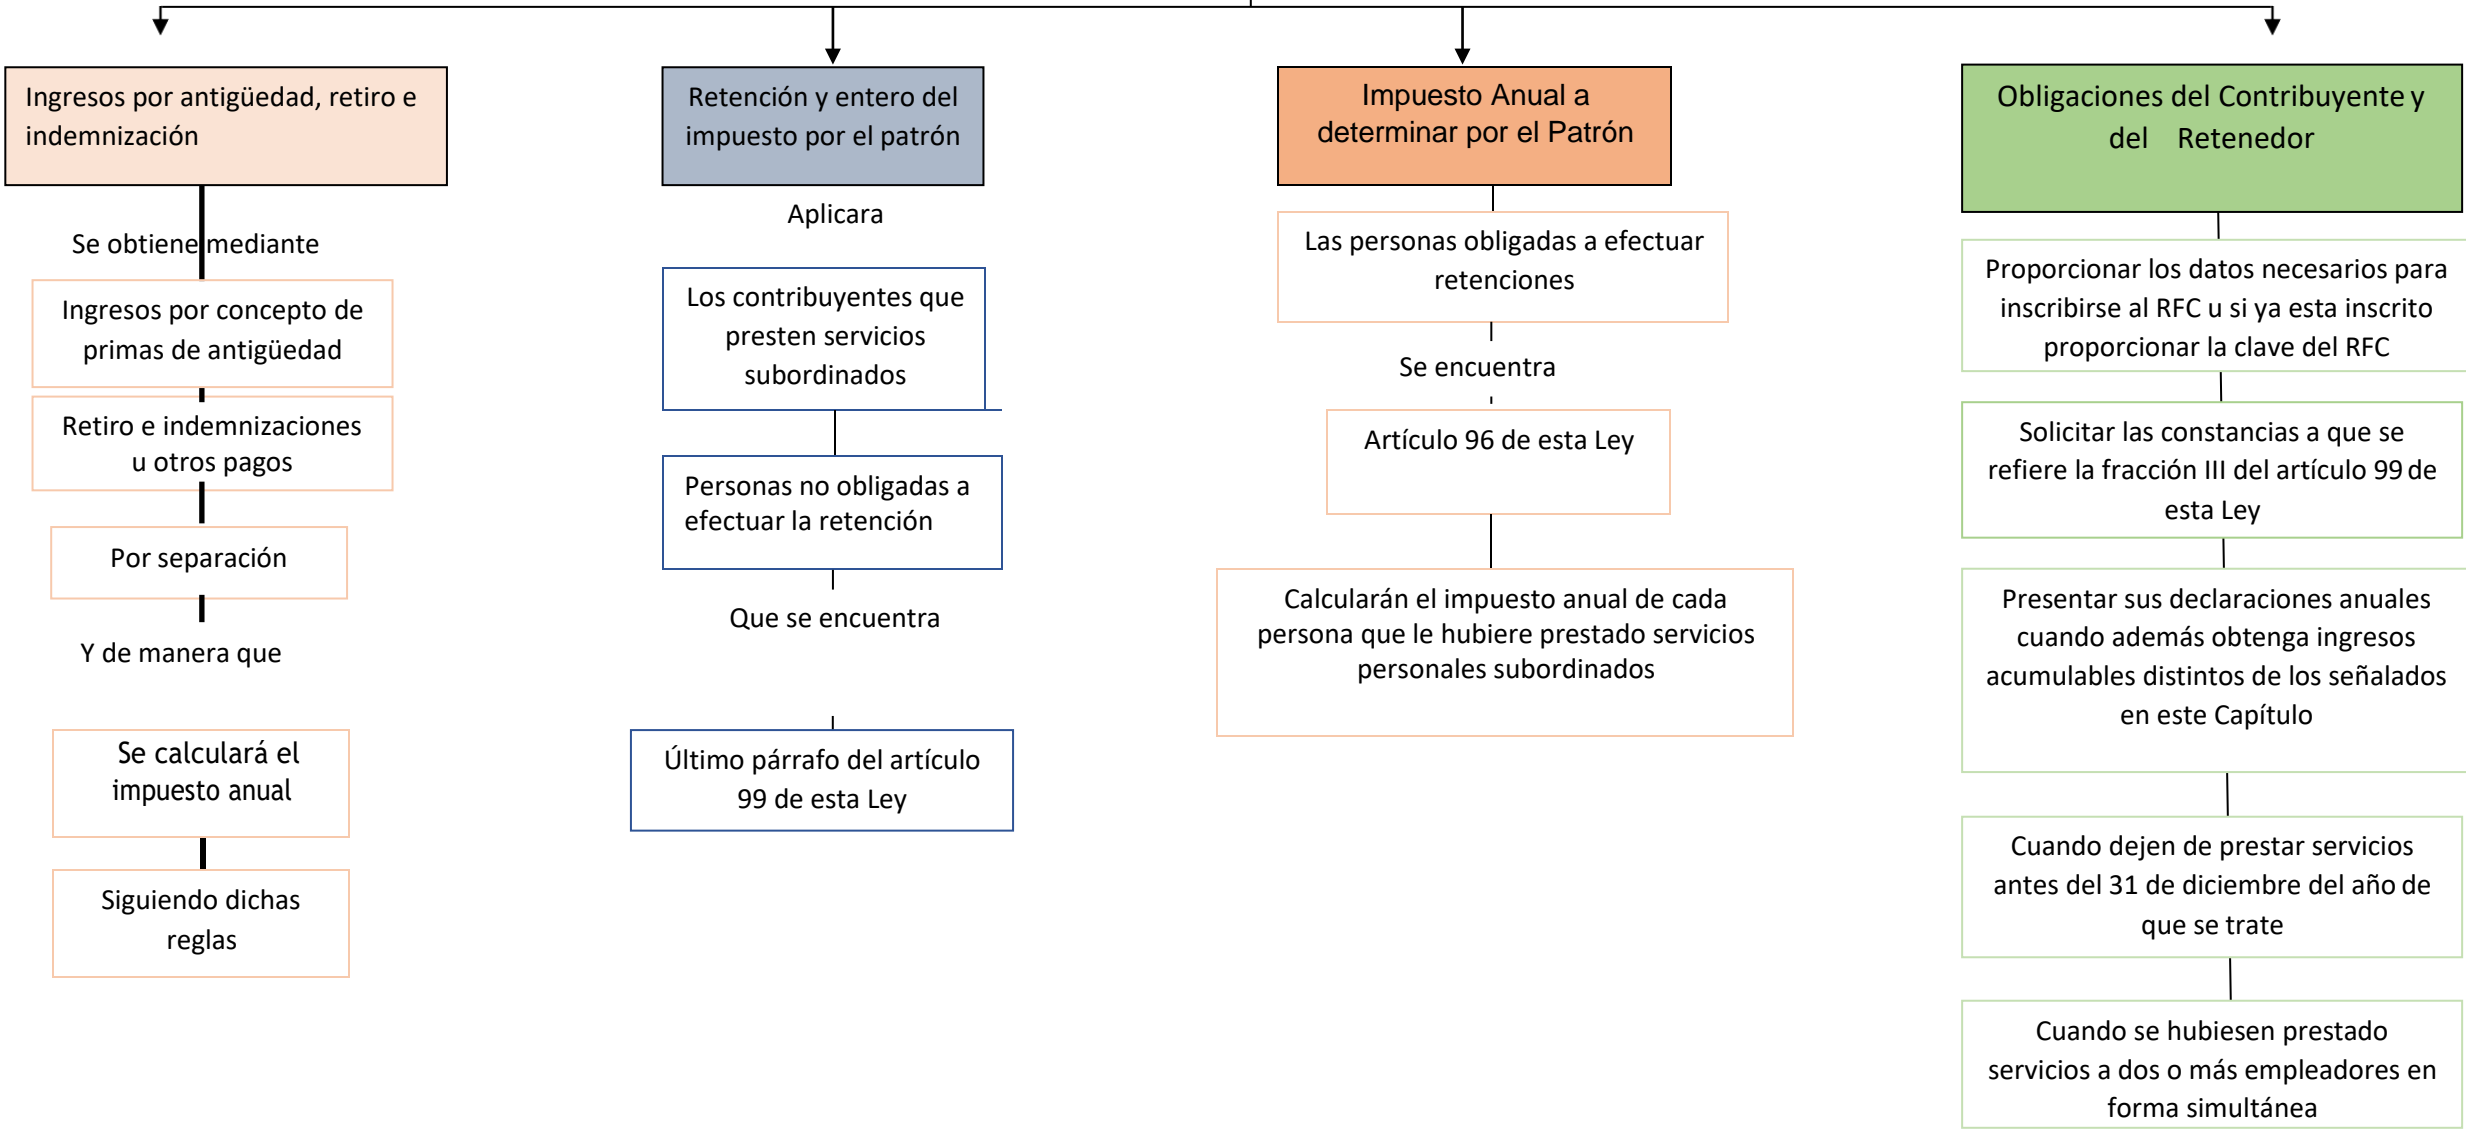 Ingresos por antigüedad, retiro e
indemnización
Se obtiene mediante
Ingresos por concepto de
primas de antigüedad
Retiro e indemnizaciones
u otros pagos
Por separación
Y de manera que
Se calculará el
impuesto anual
Siguiendo dichas
reglas
Retención y entero del
impuesto por el patrón
Aplicara
Los contribuyentes que
presten servicios
subordinados
Personas no obligadas a
efectuar la retención
Que se encuentra
Último párrafo del artículo
99 de esta Ley
Impuesto Anual a
determinar por el Patrón
Las personas obligadas a efectuar
retenciones
Se encuentra
Artículo 96 de esta Ley
Calcularán el impuesto anual de cada
persona que le hubiere prestado servicios
personales subordinados
Obligaciones del Contribuyente y
del Retenedor
Proporcionar los datos necesarios para
inscribirse al RFC u si ya esta inscrito
proporcionar la clave del RFC
Solicitar las constancias a que se
refiere la fracción III del artículo 99 de
esta Ley
Presentar sus declaraciones anuales
cuando además obtenga ingresos
acumulables distintos de los señalados
en este Capítulo
Cuando dejen de prestar servicios
antes del 31 de diciembre del año de
que se trate
Cuando se hubiesen prestado
servicios a dos o más empleadores en
forma simultánea